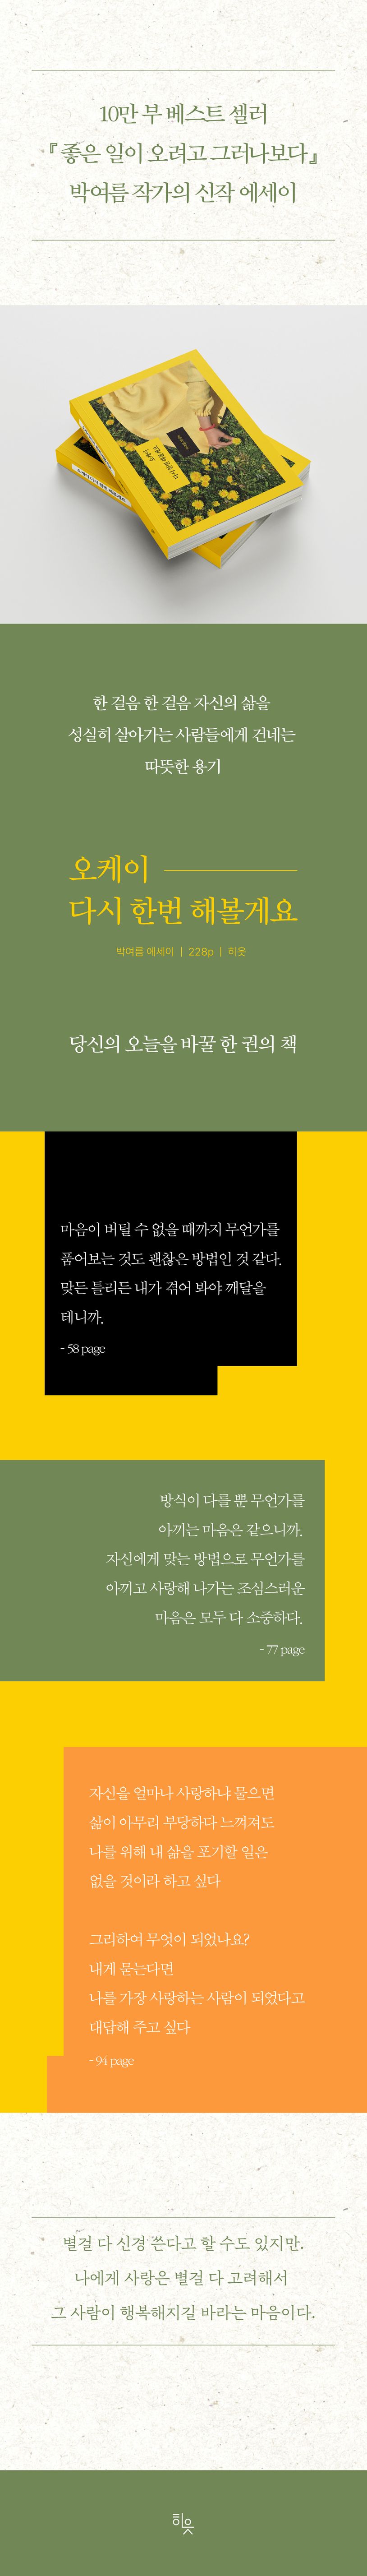 10만 부 베스트 셀러
『좋은 일이 오려고 그러나보다』
박여름 작가의 신작 에세이
한 걸음 한 걸음 자신의 삶을
성실히 살아가는 사람들에게 건네는
따뜻한 용기
오케이
다시 한번 해볼게요
박여름 에세이 | 228p | 히읏
당신의 오늘을 바꿀 한 권의 책
마음이 버틸 수 없을 때까지 무언가를
품어보는 것도 괜찮은 방법인 것 같다.
맞든 틀리든 내가 겪어 봐야 깨달을
테니까.
- 58 page
방식이 다를 뿐 무언가를
아끼는 마음은 같으니까.
자신에게 맞는 방법으로 무언가를
아끼고 사랑해 나가는 조심스러운
마음은 모두 다 소중하다.
- 77 page
자신을 얼마나 사랑하냐 물으면
삶이 아무리 부당하다 느껴져도
나를 위해 내 삶을 포기할 일은
없을 것이라 하고 싶다
그리하여 무엇이 되었나요?
내게 묻는다면
나를 가장 사랑하는 사람이 되었다고
대답해 주고 싶다
- 94 page
별걸 다 신경 쓴다고 할 수도 있지만.
나에게 사랑은 별걸 다 고려해서
그 사람이 행복해지길 바라는 마음이다.
히읏